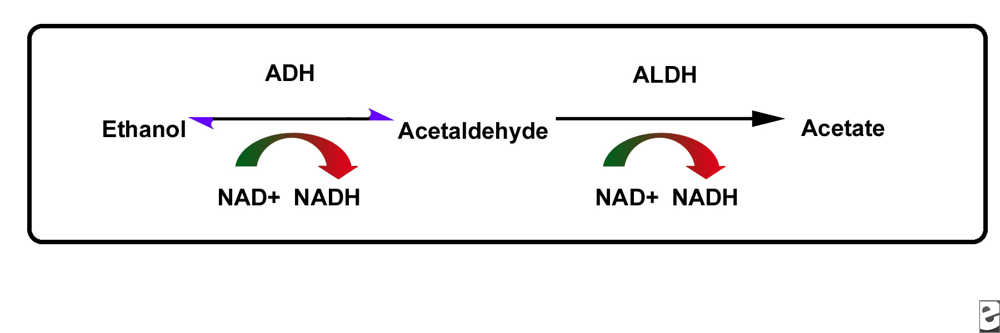 ADH
ALDH
Ethanol Acetaldehyde Acetate
NAD+ NADH NAD+ NADH
e